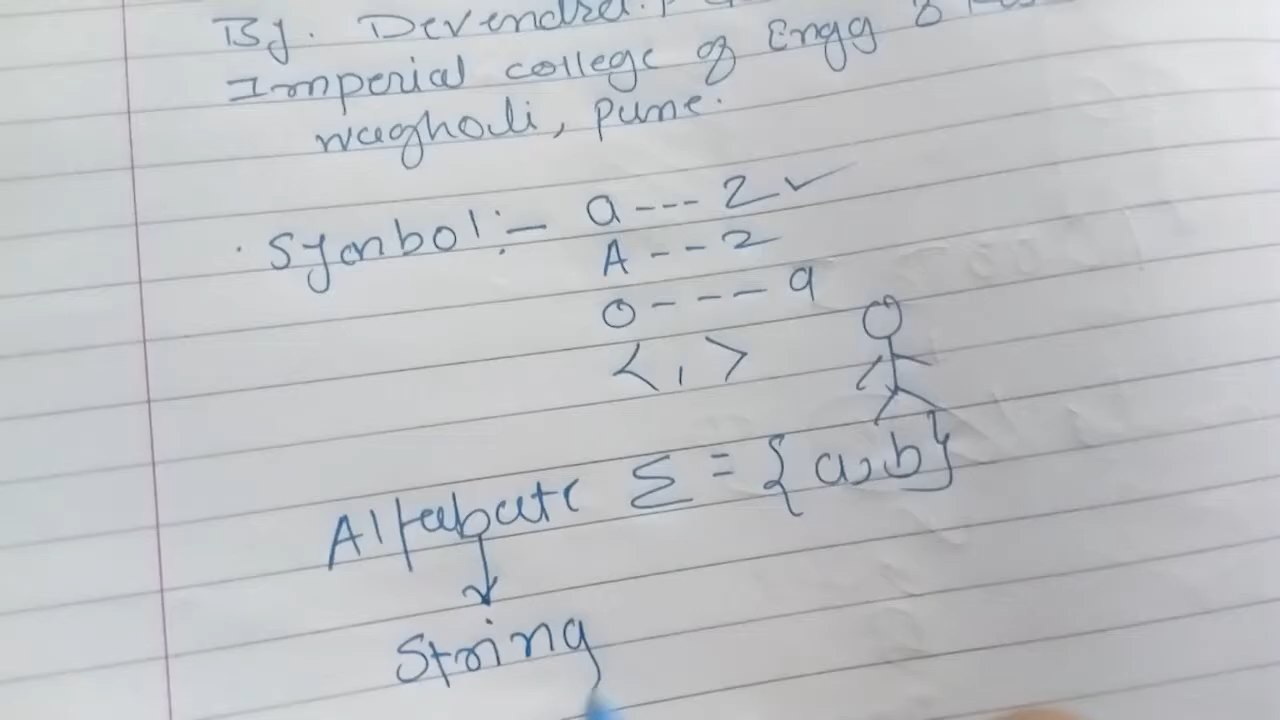 By. Devendra.
Imperial college of Engg &
wagholi, Pune.
Symbol :- a --- z ✓
A -- z
0 --- 9
< , >
Alfabate Σ = {a,b}
String